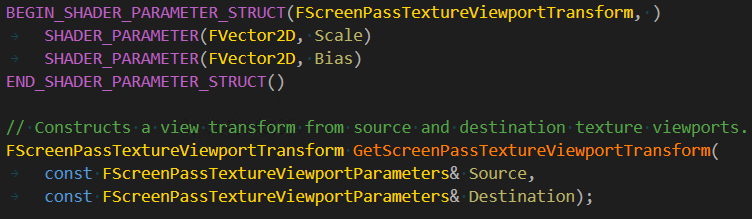 BEGIN_SHADER_PARAMETER_STRUCT(FScreenPassTextureViewportTransform, )
SHADER_PARAMETER(FVector2D, Scale)
SHADER_PARAMETER(FVector2D, Bias)
END_SHADER_PARAMETER_STRUCT()
// Constructs a view transform from source and destination texture viewports.
FScreenPassTextureViewportTransform GetScreenPassTextureViewportTransform(
const FScreenPassTextureViewportParameters& Source,
const FScreenPassTextureViewportParameters& Destination);